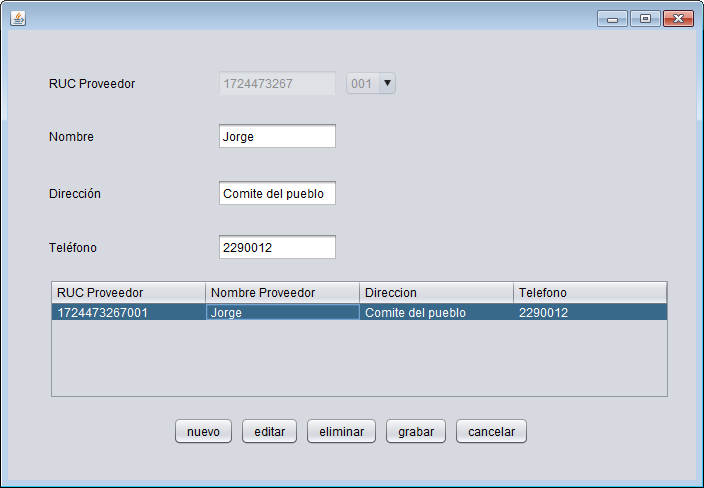 RUC Proveedor 1724473267 001
Nombre Jorge
Dirección Comite del pueblo
Teléfono 2290012
RUC Proveedor Nombre Proveedor Direccion Telefono
1724473267001 Jorge Comite del pueblo 2290012
nuevo editar eliminar grabar cancelar